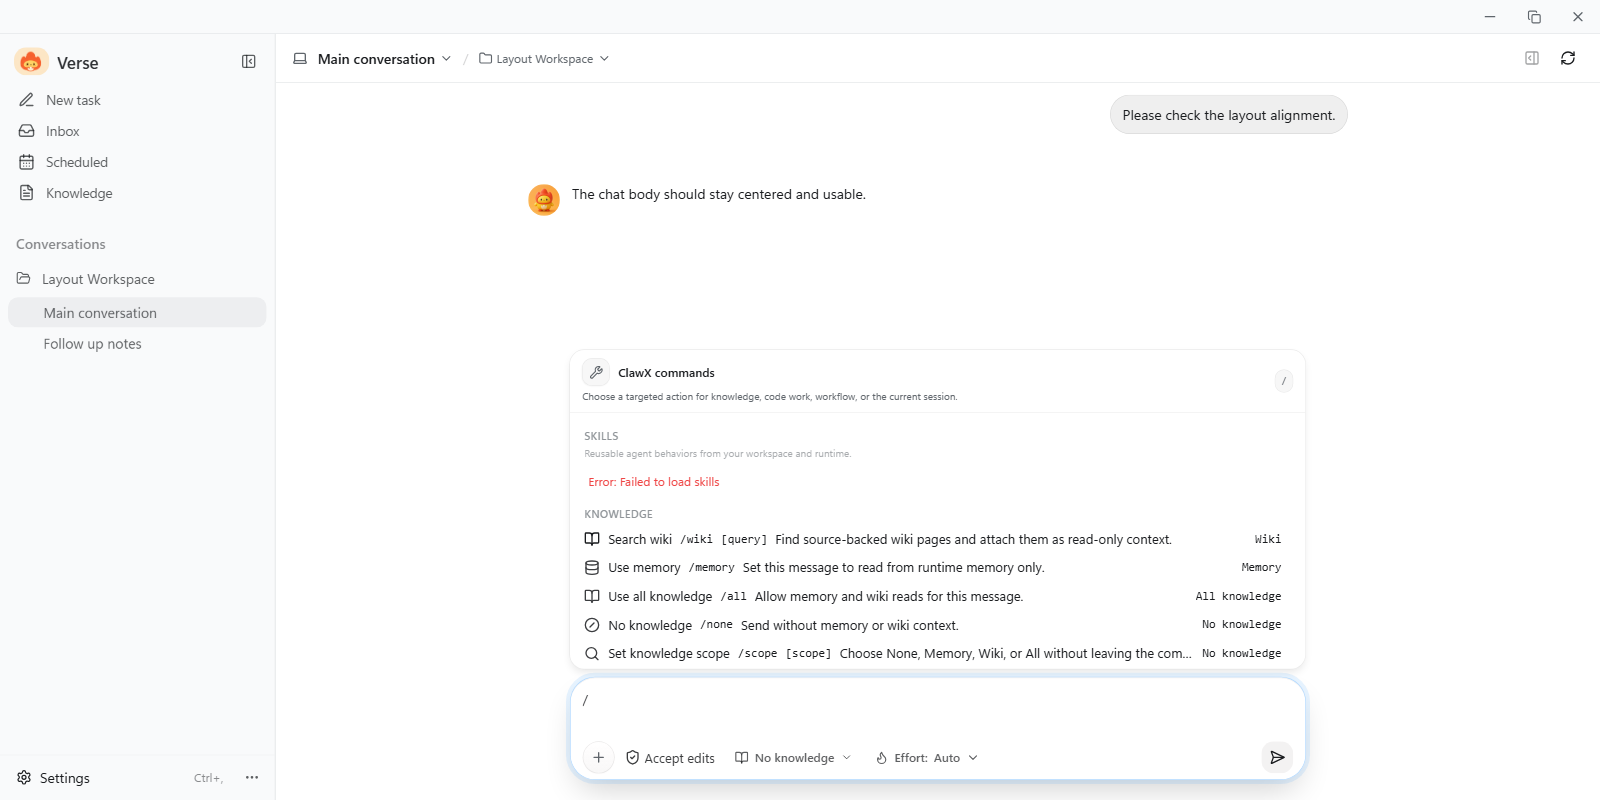 Verse
New task
Inbox
Scheduled
Knowledge
Conversations
Layout Workspace
Main conversation
Follow up notes
Settings
Ctrl+,
Main conversation / Layout Workspace
Please check the layout alignment.
The chat body should stay centered and usable.
ClawX commands
/
Choose a targeted action for knowledge, code work, workflow, or the current session.
SKILLS
Reusable agent behaviors from your workspace and runtime.
Error: Failed to load skills
KNOWLEDGE
Search wiki /wiki [query] Find source-backed wiki pages and attach them as read-only context. Wiki
Use memory /memory Set this message to read from runtime memory only. Memory
Use all knowledge /all Allow memory and wiki reads for this message. All knowledge
No knowledge /none Send without memory or wiki context. No knowledge
Set knowledge scope /scope [scope] Choose None, Memory, Wiki, or All without leaving the com... No knowledge
/
Accept edits No knowledge Effort: Auto